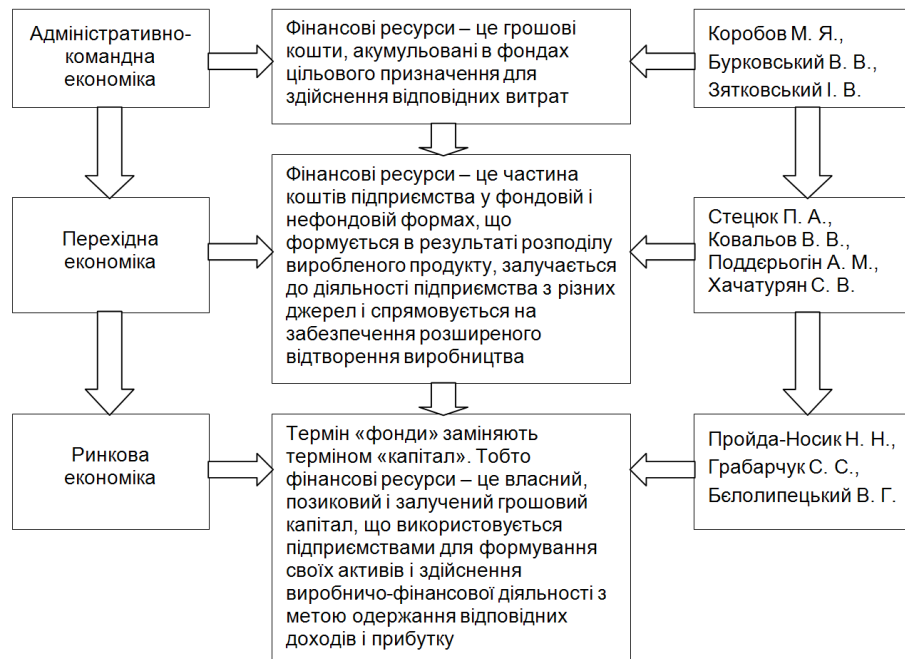 Адміністративно-
командна
економіка
Фінансові ресурси – це грошові
кошти, акумульовані в фондах
цільового призначення для
здійснення відповідних витрат
Коробов М. Я.,
Бурковський В. В.,
Зятковський І. В.
Перехідна
економіка
Фінансові ресурси – це частина
коштів підприємства у фондовій і
нефондовій формах, що
формується в результаті розподілу
виробленого продукту, залучається
до діяльності підприємства з різних
джерел і спрямовується на
забезпечення розширеного
відтворення виробництва
Стецюк П. А.,
Ковальов В. В.,
Поддєрьогін А. М.,
Хачатурян С. В.
Ринкова
економіка
Термін «фонди» заміняють
терміном «капітал». Тобто
фінансові ресурси – це власний,
позиковий і залучений грошовий
капітал, що використовується
підприємствами для формування
своїх активів і здійснення
виробничо-фінансової діяльності з
метою одержання відповідних
доходів і прибутку
Пройда-Носик Н. Н.,
Грабарчук С. С.,
Бєлолипецький В. Г.